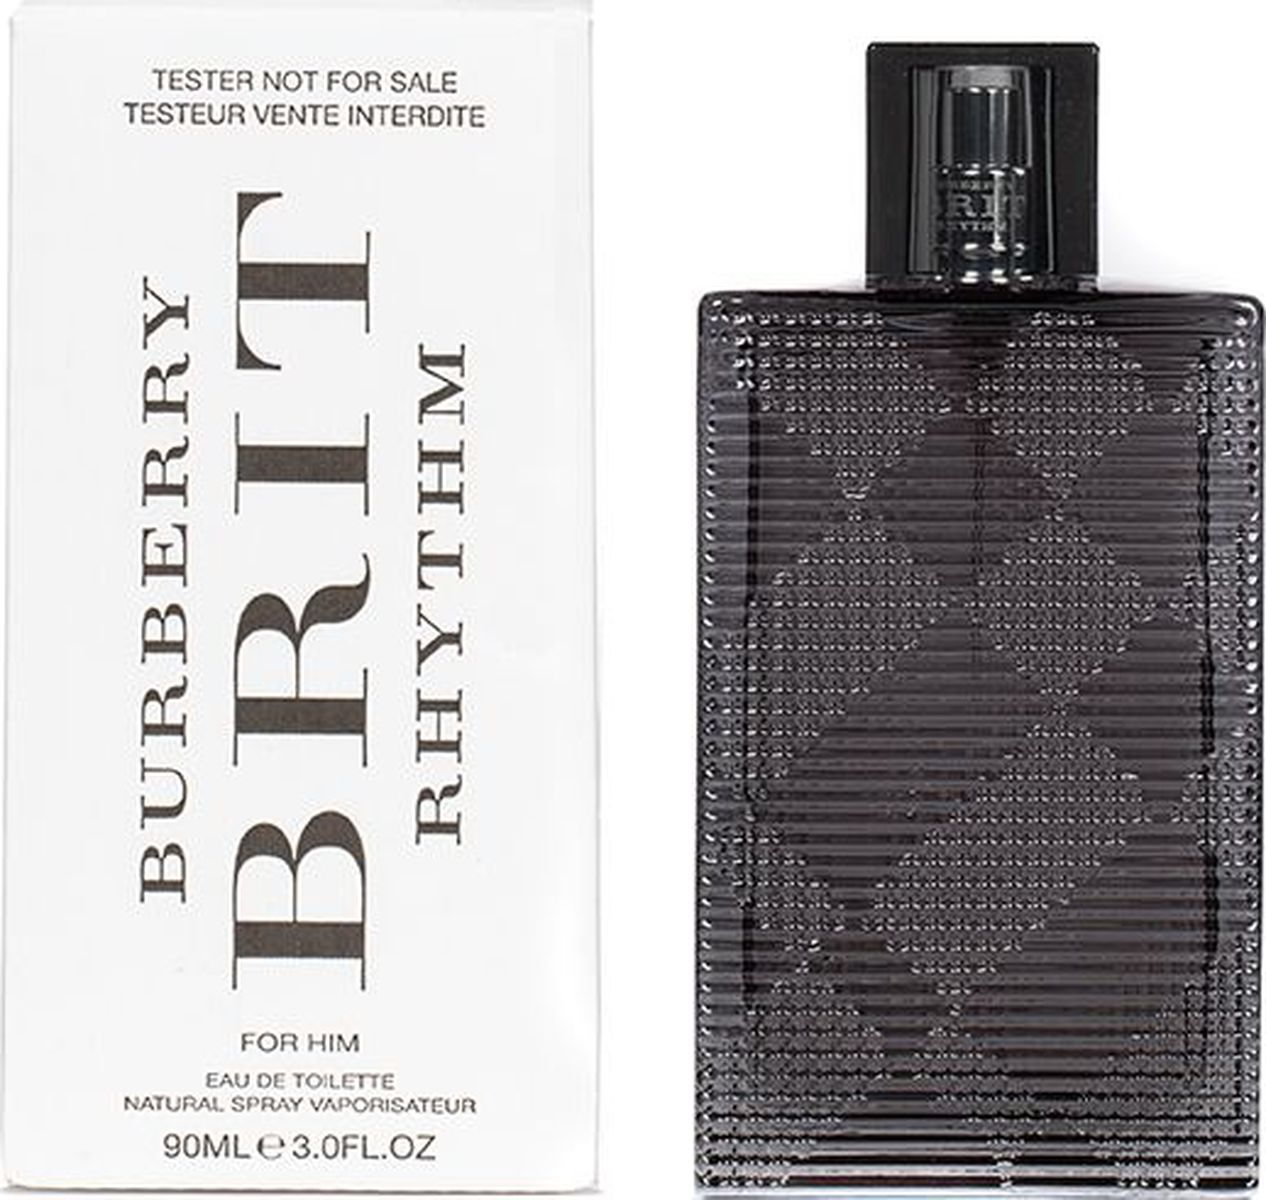 TESTER NOT FOR SALE
TESTEUR VENTE INTERDITE
BURBERRY
BRIT
RHYTHM
FOR HIM
EAU DE TOILETTE
NATURAL SPRAY VAPORISATEUR
90ML ℮ 3.0FL.OZ
BRIT